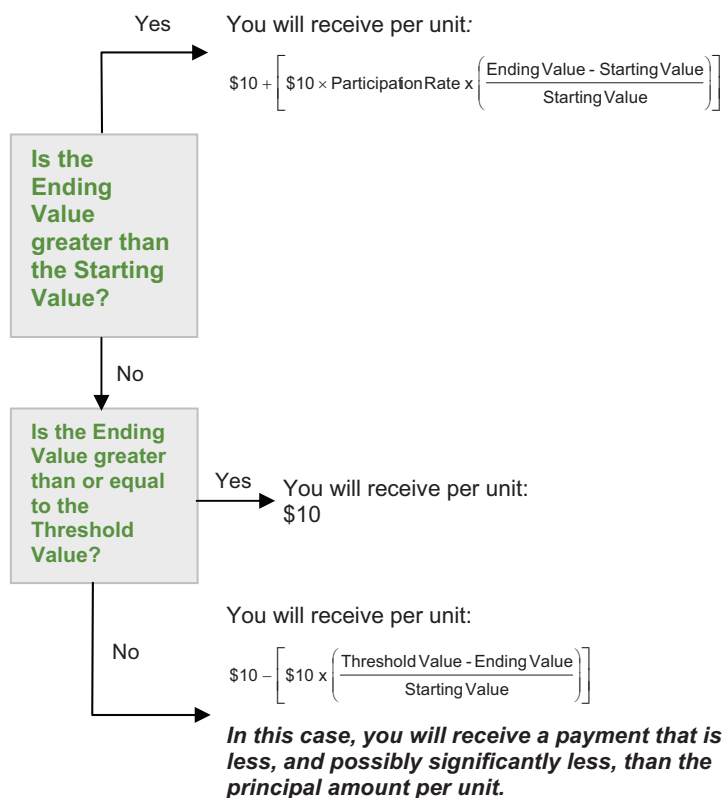 Yes
You will receive per unit:
$10 + [ $10 × Participation Rate x ( Ending Value - Starting Value / Starting Value ) ]
Is the
Ending
Value
greater than
the Starting
Value?
No
Is the Ending
Value greater
than or equal
to the
Threshold
Value?
Yes
You will receive per unit:
$10
No
You will receive per unit:
$10 – [ $10 x ( Threshold Value - Ending Value / Starting Value ) ]
In this case, you will receive a payment that is
less, and possibly significantly less, than the
principal amount per unit.